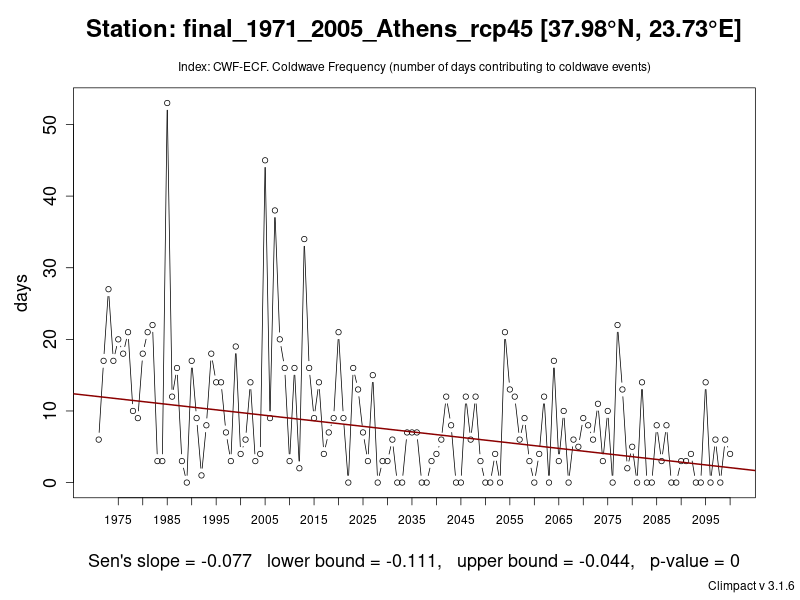 Station: final_1971_2005_Athens_rcp45 [37.98°N, 23.73°E]
Index: CWF-ECF. Coldwave Frequency (number of days contributing to coldwave events)
days
50
40
30
20
10
0
1975 1985 1995 2005 2015 2025 2035 2045 2055 2065 2075 2085 2095
Sen's slope = -0.077 lower bound = -0.111, upper bound = -0.044, p-value = 0
Climpact v 3.1.6